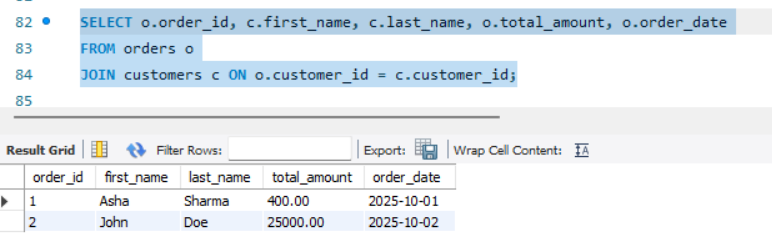 82 SELECT o.order_id, c.first_name, c.last_name, o.total_amount, o.order_date
83 FROM orders o
84 JOIN customers c ON o.customer_id = c.customer_id;
85
Result Grid Filter Rows: Export: Wrap Cell Content:
order_id first_name last_name total_amount order_date
1 Asha Sharma 400.00 2025-10-01
2 John Doe 25000.00 2025-10-02